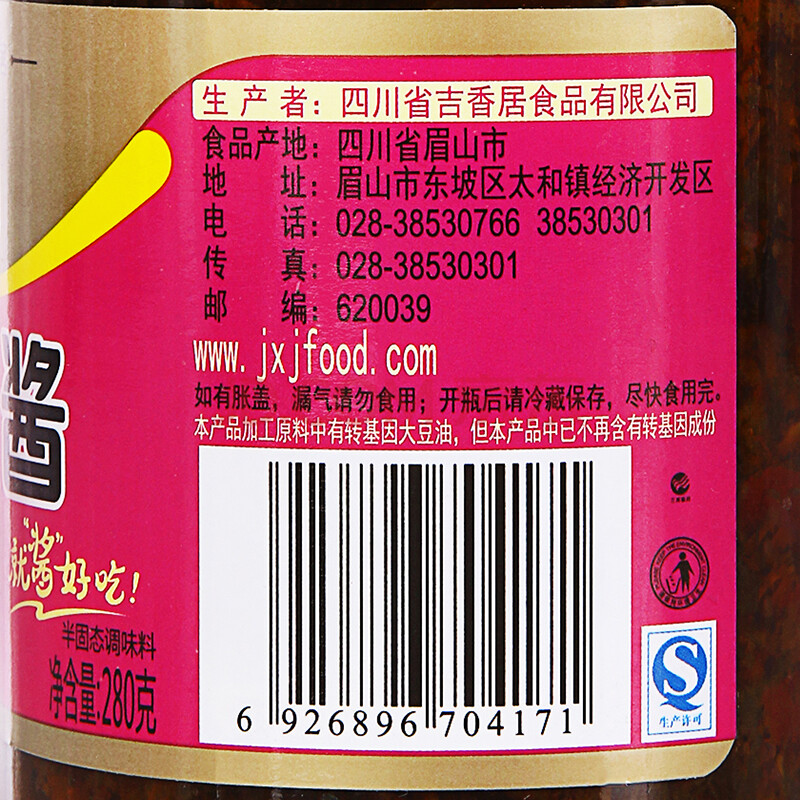 生产者：四川省吉香居食品有限公司
食品产地：四川省眉山市
地 址：眉山市东坡区太和镇经济开发区
电 话：028-38530766 38530301
传 真：028-38530301
邮 编：620039
www.jxjfood.com
如有胀盖，漏气请勿食用；开瓶后请冷藏保存，尽快食用完。
本产品加工原料中有转基因大豆油，但本产品中已不再含有转基因成份
酱
就“酱”好吃！
半固态调味料
净含量:280克
6 926896 704171
生产许可